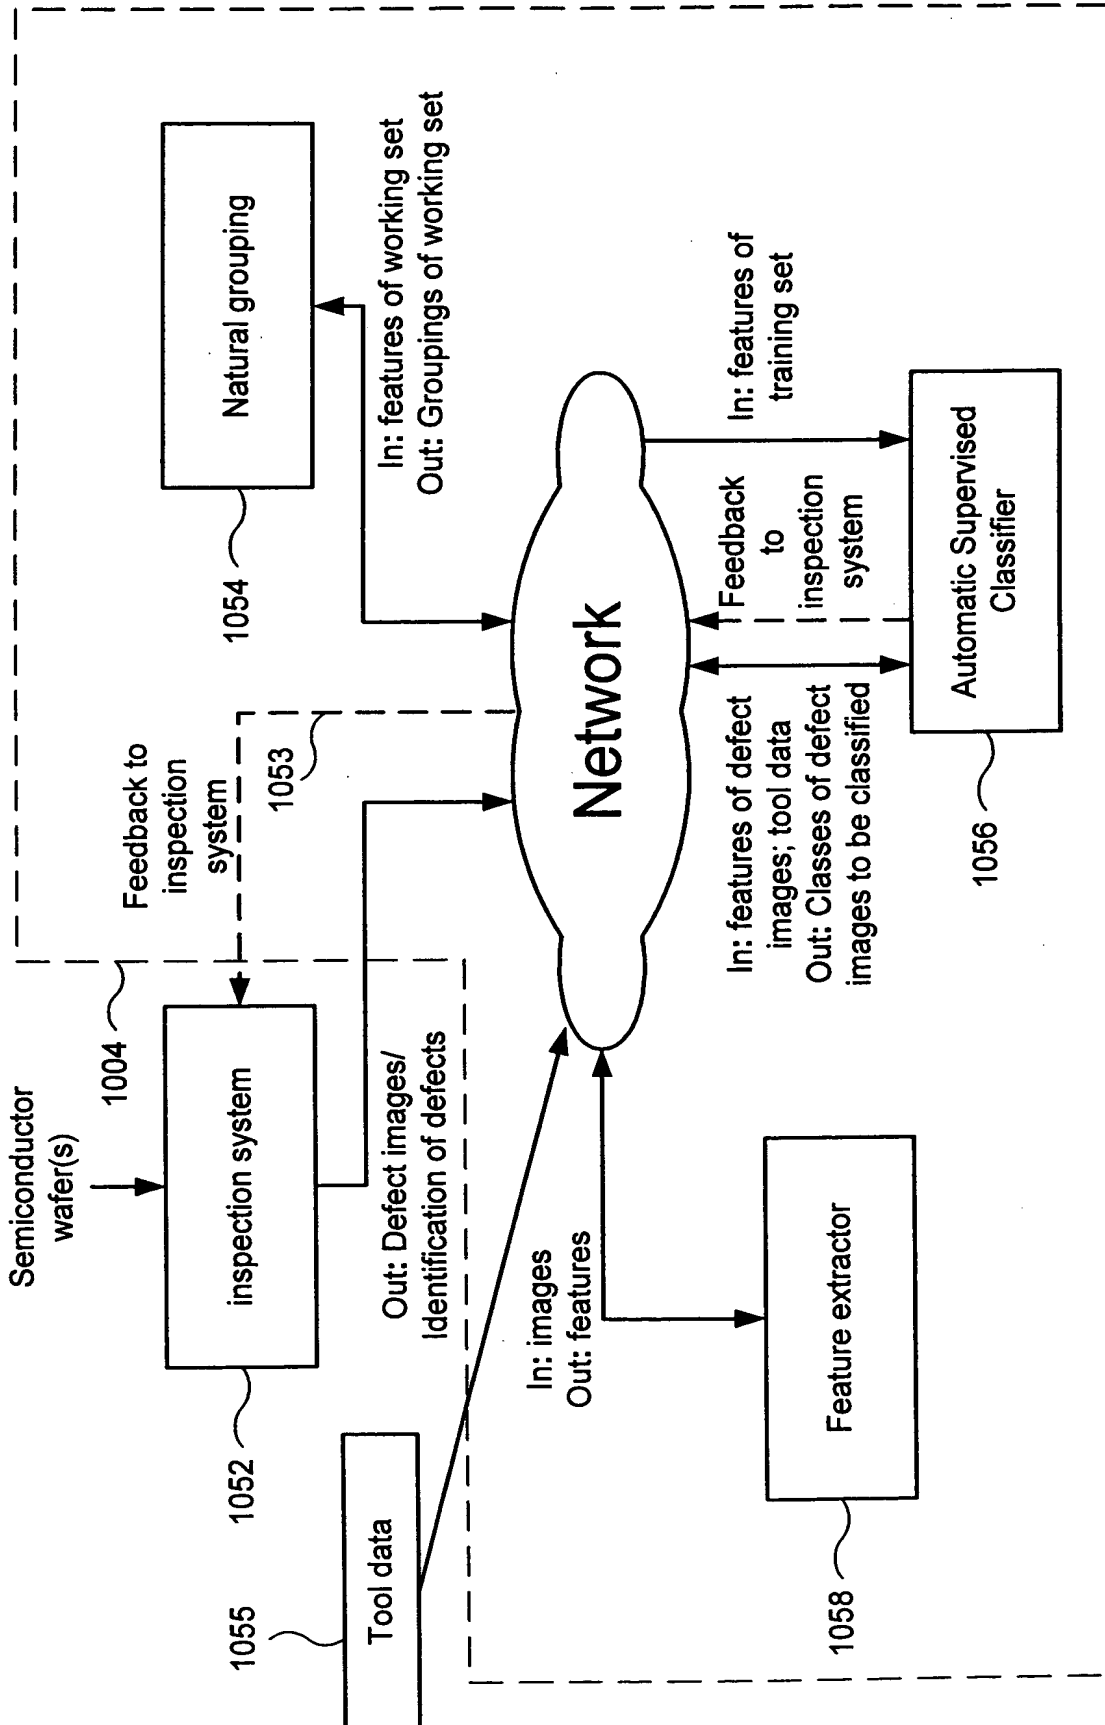 Semiconductor
wafer(s)
1004
Feedback to
inspection
system
1055
Tool data
1052
inspection system
1053
1054
Natural grouping
Out: Defect images/
Identification of defects
In: features of working set
Out: Groupings of working set
In: images
Out: features
Network
1058
Feature extractor
In: features of defect
images; tool data
Out: Classes of defect
images to be classified
Feedback
to
inspection
system
In: features of
training set
1056
Automatic Supervised
Classifier